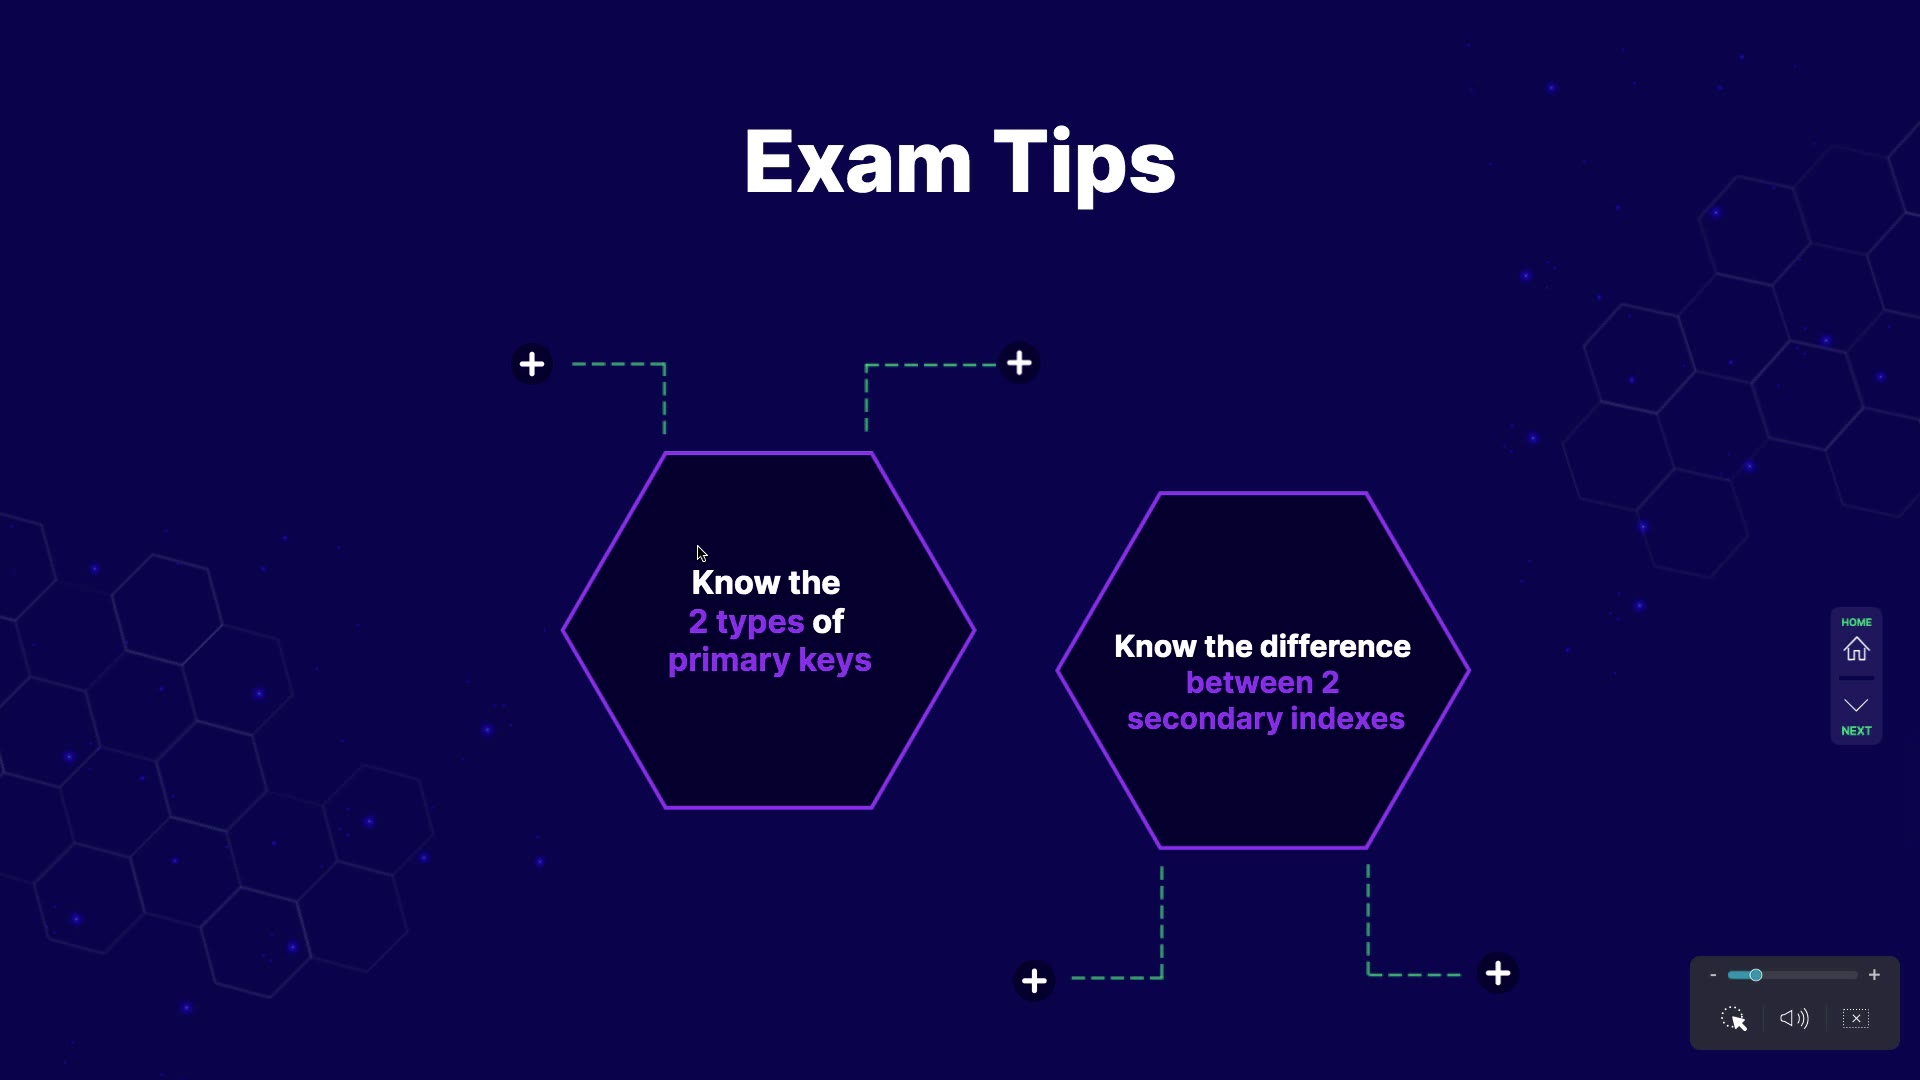 Exam Tips
Know the
2 types of
primary keys
Know the difference
between 2
secondary indexes
HOME
NEXT